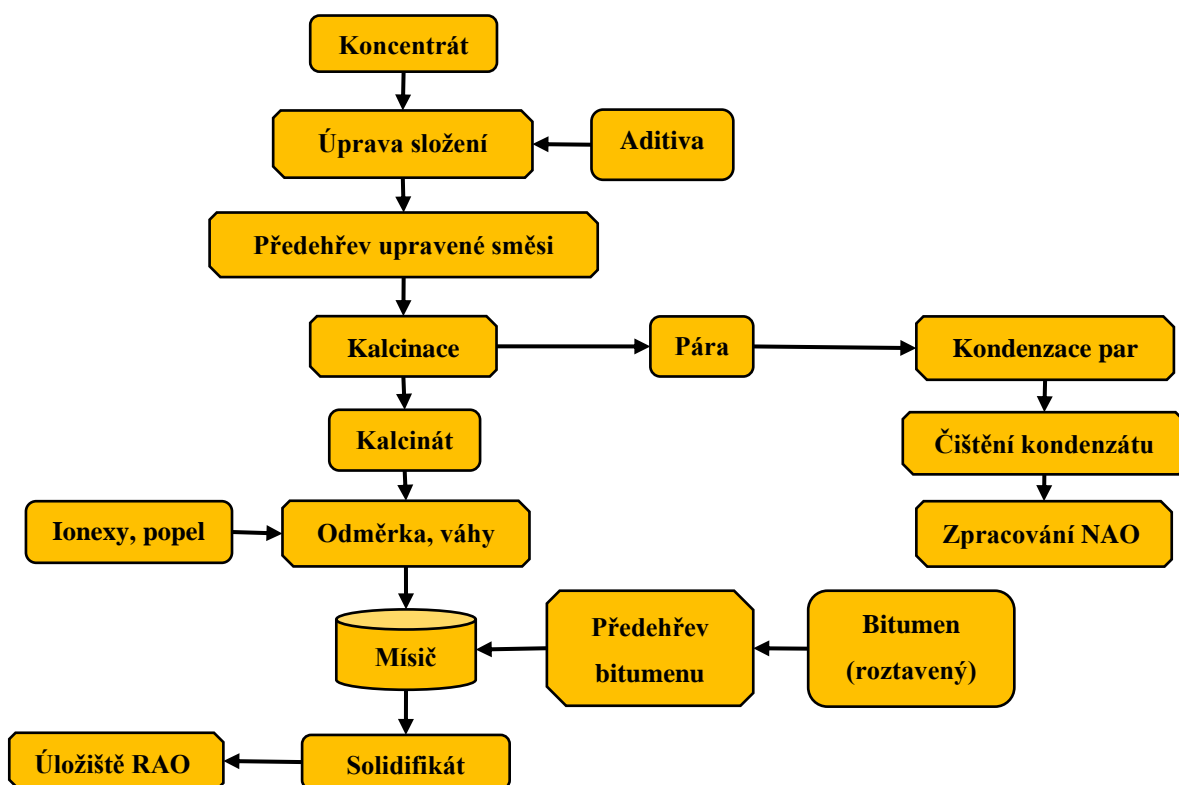 Koncentrát
Úprava složení
Aditiva
Předehřev upravené směsi
Kalcinace
Pára
Kondenzace par
Kalcinát
Čištění kondenzátu
Ionexy, popel
Odměrka, váhy
Zpracování NAO
Mísič
Předehřev
bitumenu
Bitumen
(roztavený)
Úložiště RAO
Solidifikát